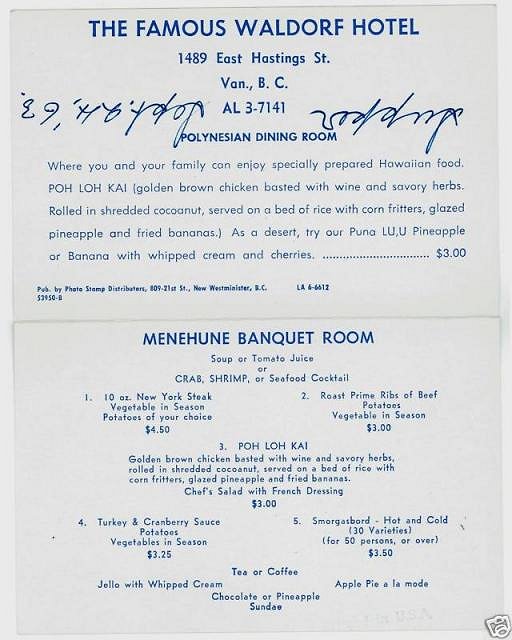 THE FAMOUS WALDORF HOTEL
1489 East Hastings St.
Van., B. C.
AL 3-7141
Supper Sept. 24, '63
POLYNESIAN DINING ROOM
Where you and your family can enjoy specially prepared Hawaiian food.
POH LOH KAI (golden brown chicken basted with wine and savory herbs.
Rolled in shredded cocoanut, served on a bed of rice with corn fritters, glazed
pineapple and fried bananas.) As a desert, try our Puna LU,U Pineapple
or Banana with whipped cream and cherries. .............................. $3.00
Pub. by Photo Stamp Distributers, 809-21st St., New Westminister, B.C. LA 6-6612
53950-B
MENEHUNE BANQUET ROOM
Soup or Tomato Juice
or
CRAB, SHRIMP, or Seafood Cocktail
1. 10 oz. New York Steak
Vegetable in Season
Potatoes of your choice
$4.50
2. Roast Prime Ribs of Beef
Potatoes
Vegetable in Season
$3.00
3. POH LOH KAI
Golden brown chicken basted with wine and savory herbs,
rolled in shredded cocoanut, served on a bed of rice with
corn fritters, glazed pineapple and fried bananas.
Chef's Salad with French Dressing
$3.00
4. Turkey & Cranberry Sauce
Potatoes
Vegetables in Season
$3.25
5. Smorgasbord - Hot and Cold
(30 Varieties)
(for 50 persons, or over)
$3.50
Tea or Coffee
Jello with Whipped Cream
Apple Pie a la mode
Chocolate or Pineapple
Sundae